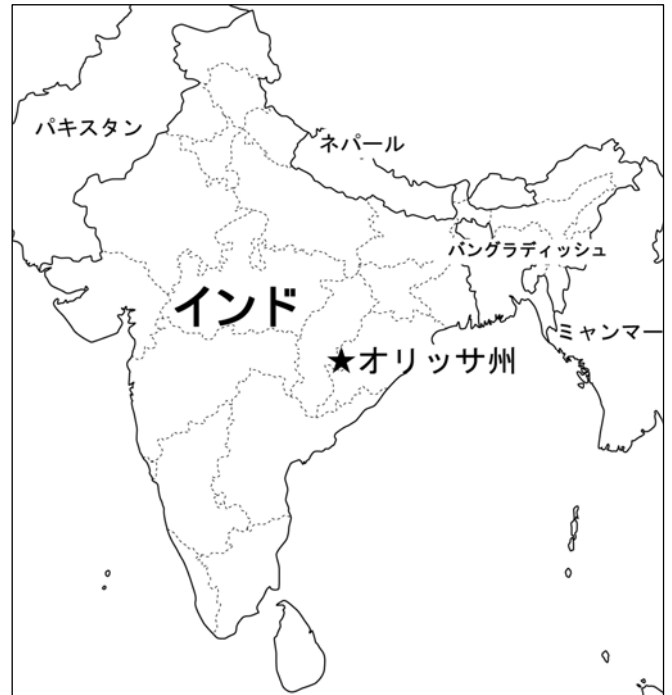 パキスタン
ネパール
バングラディッシュ
インド
ミャンマー
★オリッサ州